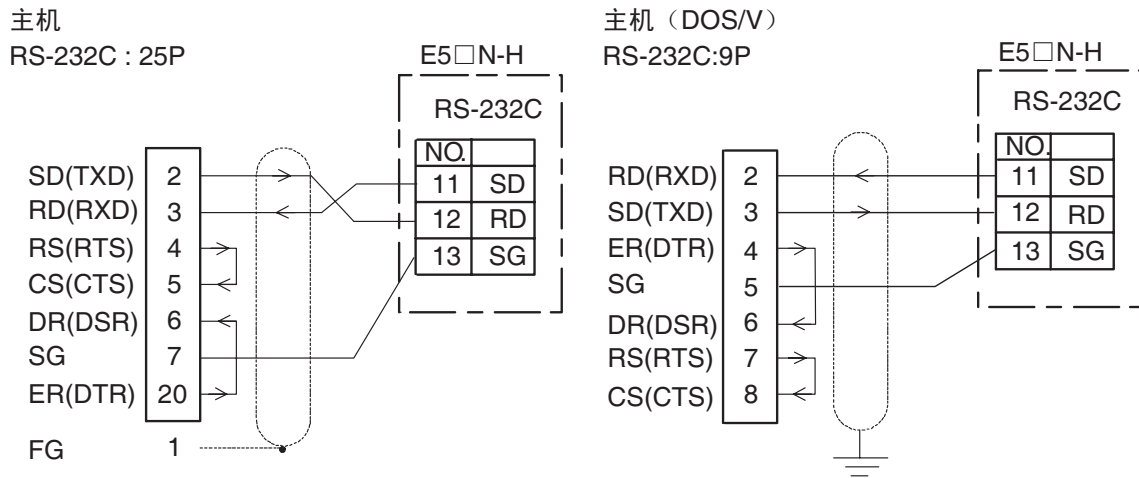 主机
RS-232C : 25P
E5□N-H
RS-232C
NO.
11 SD
12 RD
13 SG
SD(TXD) 2
RD(RXD) 3
RS(RTS) 4
CS(CTS) 5
DR(DSR) 6
SG 7
ER(DTR) 20
FG 1
主机（DOS/V）
RS-232C:9P
E5□N-H
RS-232C
NO.
11 SD
12 RD
13 SG
RD(RXD) 2
SD(TXD) 3
ER(DTR) 4
SG 5
DR(DSR) 6
RS(RTS) 7
CS(CTS) 8